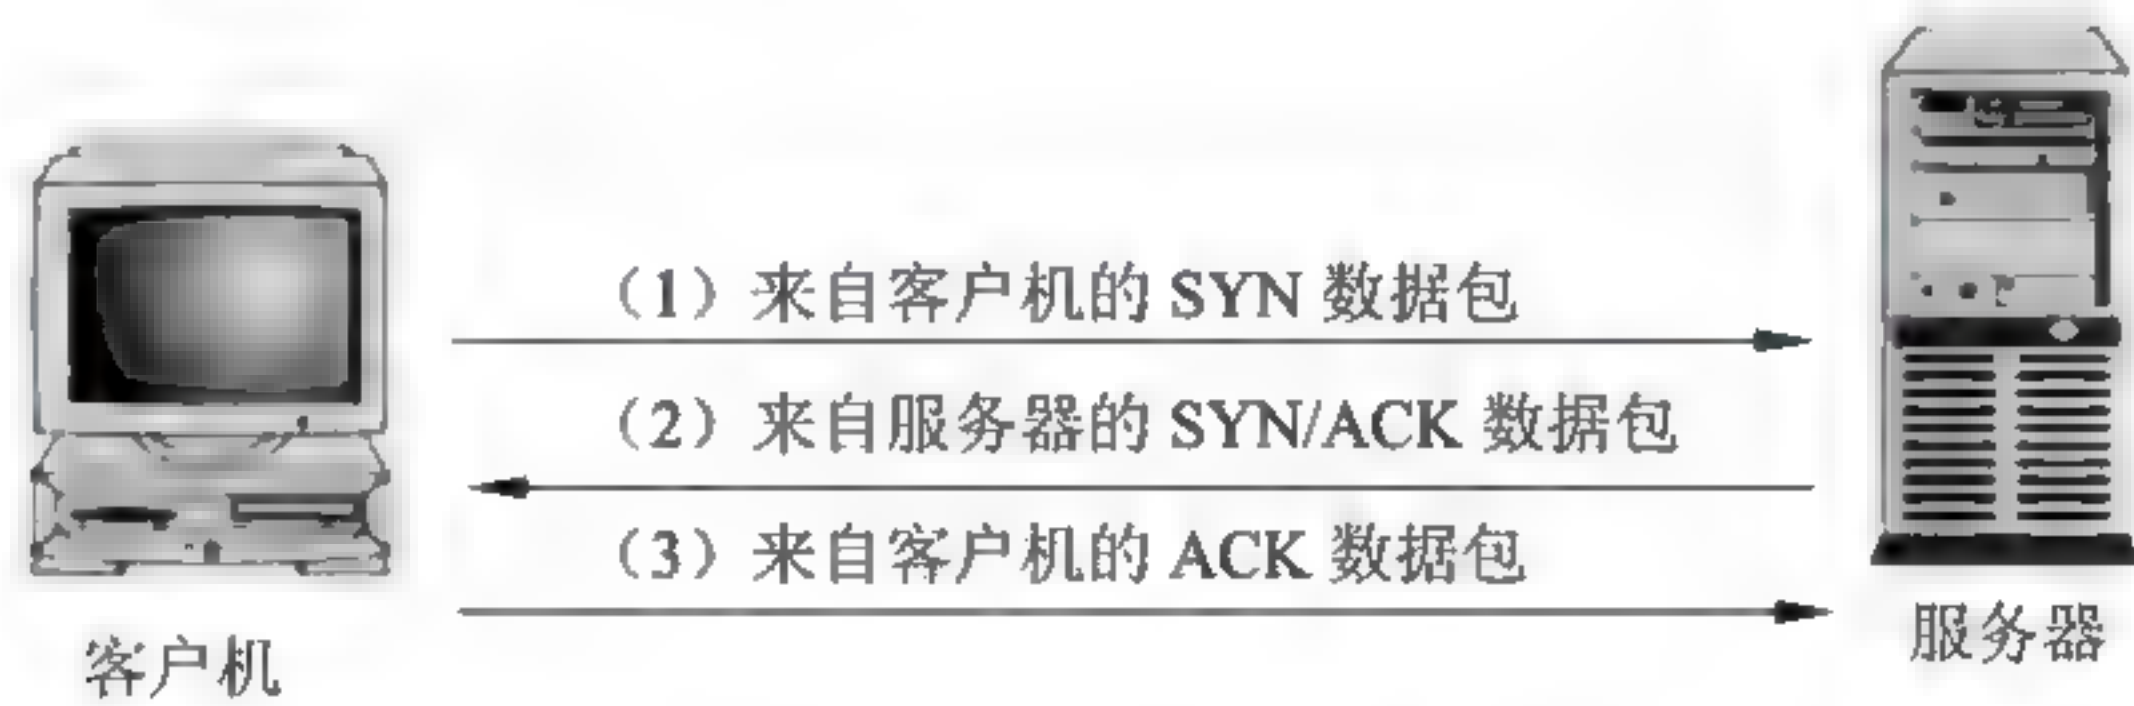 （1）来自客户机的 SYN 数据包
（2）来自服务器的 SYN/ACK 数据包
（3）来自客户机的 ACK 数据包
客户机
服务器